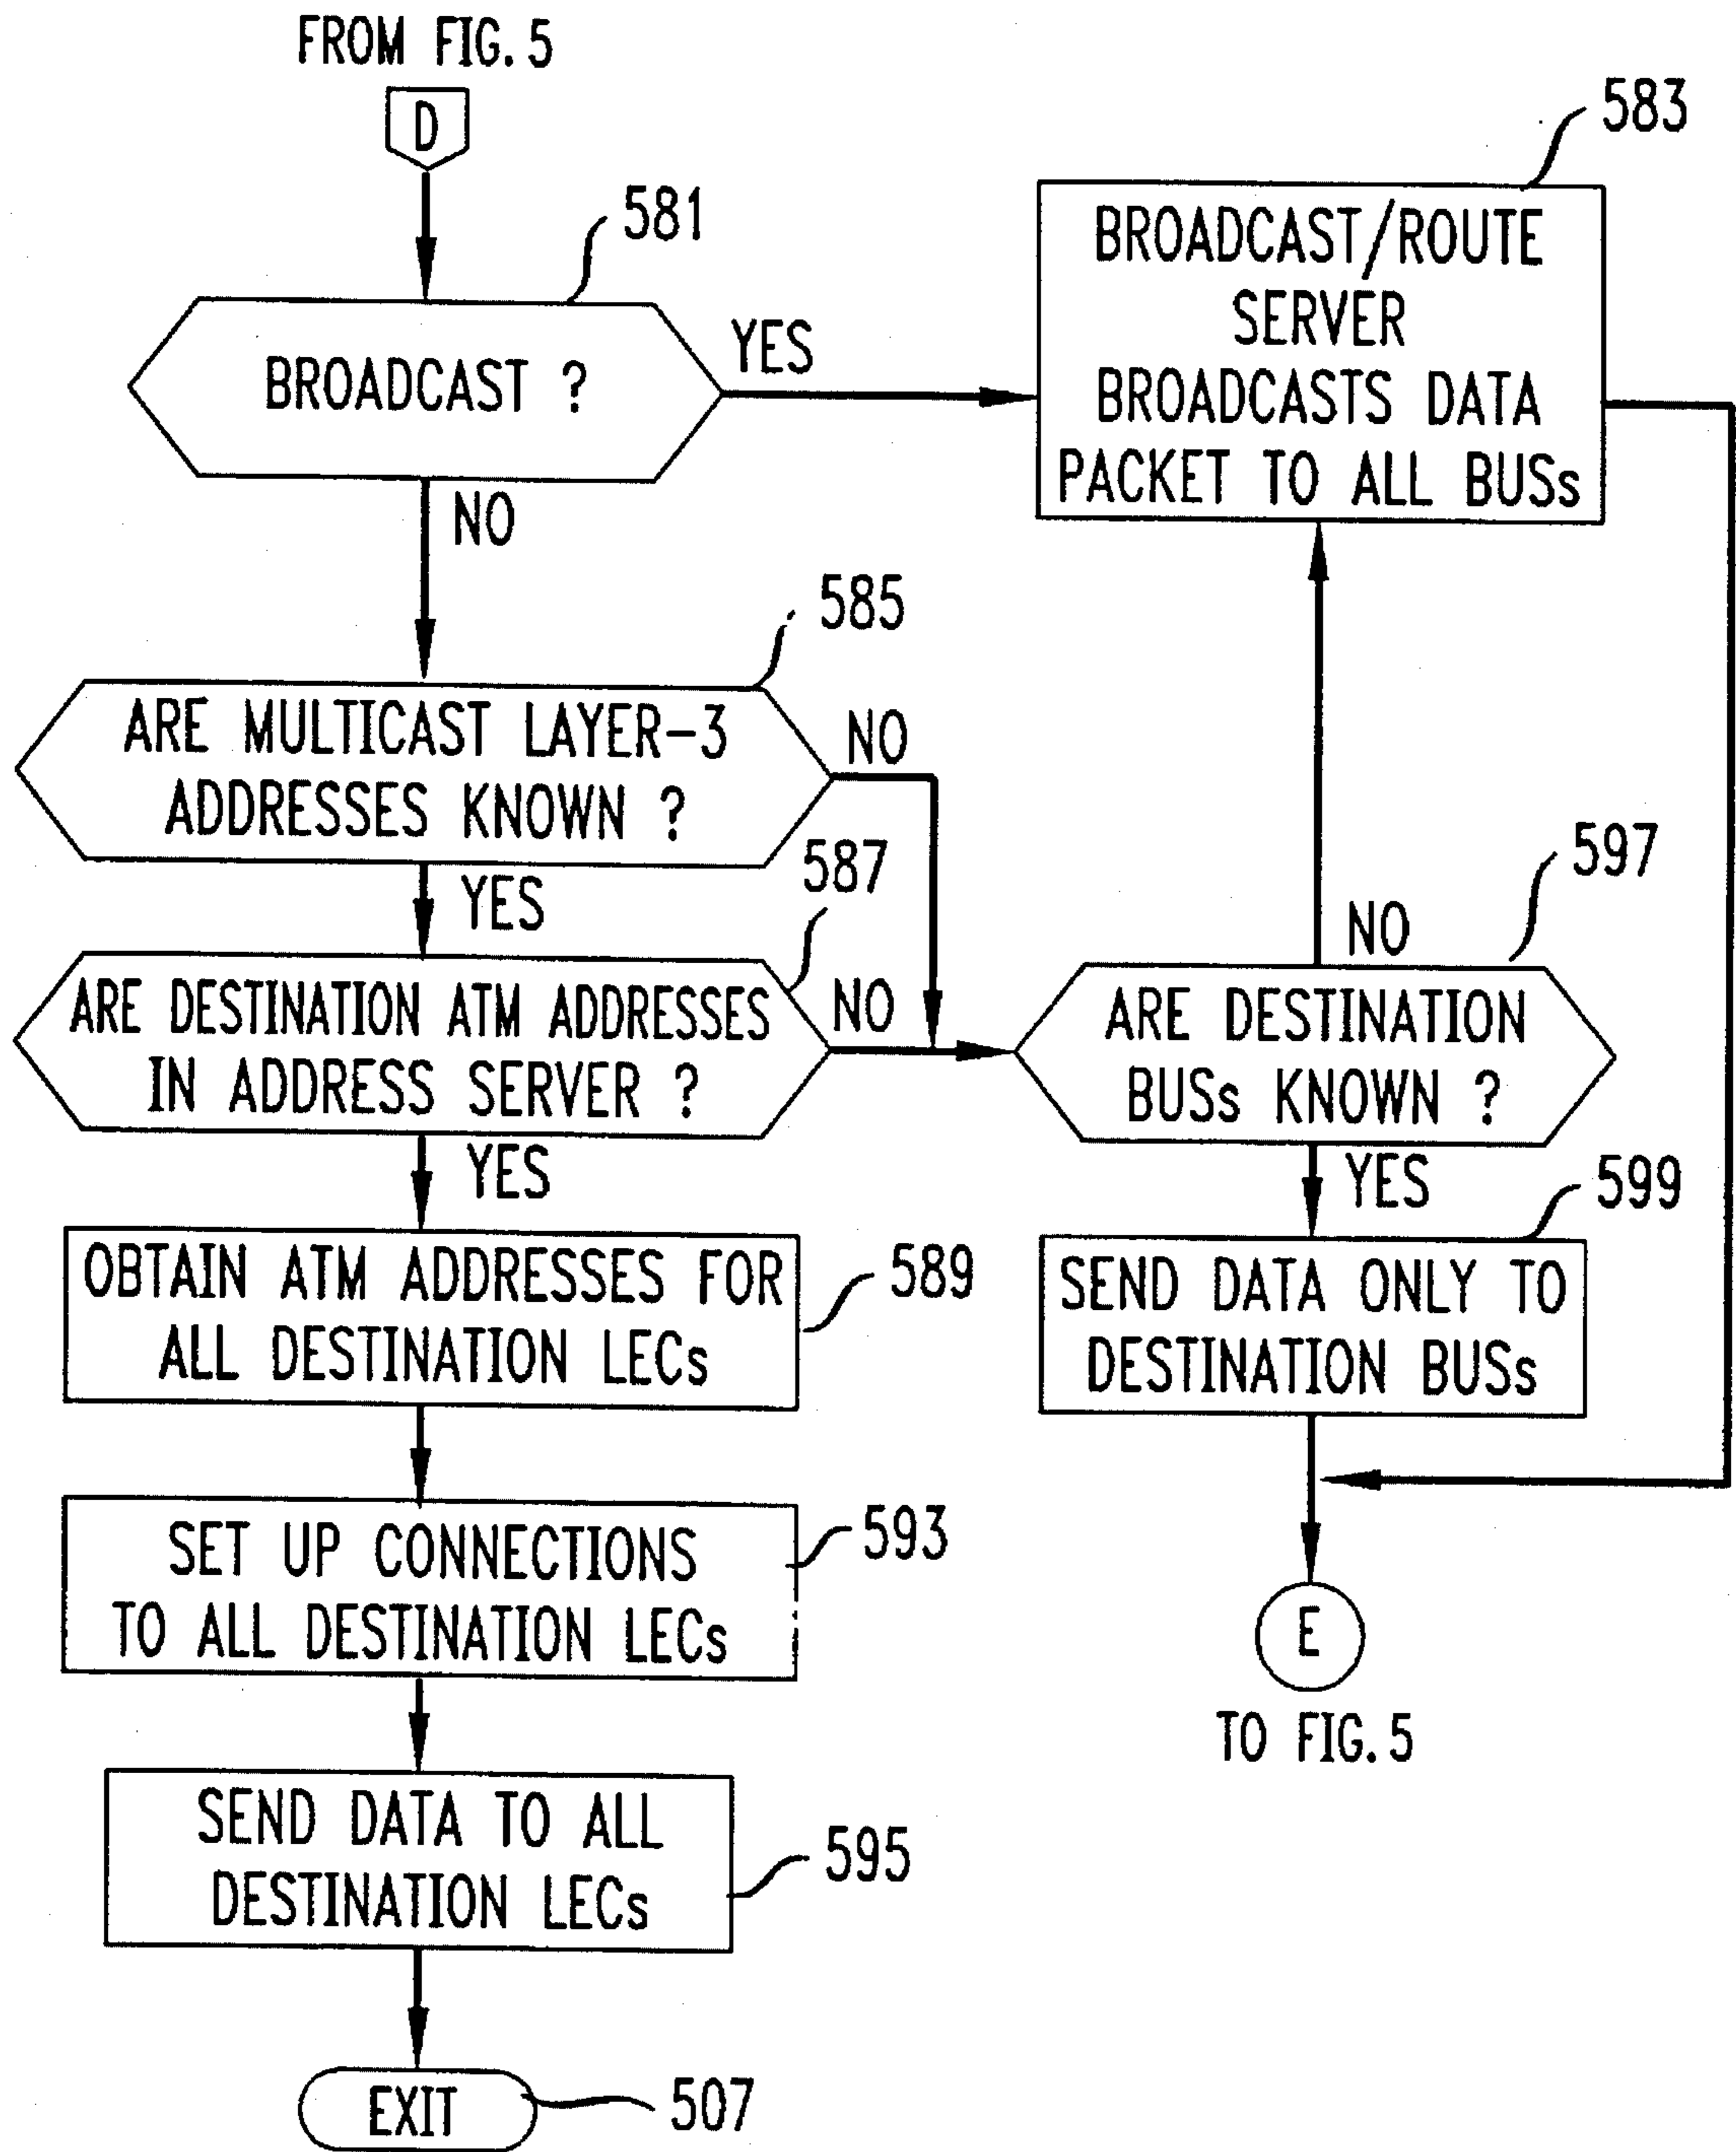 FROM FIG. 5
D
581
BROADCAST ?
YES
NO
583
BROADCAST/ROUTE
SERVER
BROADCASTS DATA
PACKET TO ALL BUSs
585
ARE MULTICAST LAYER-3
ADDRESSES KNOWN ?
NO
YES
587
ARE DESTINATION ATM ADDRESSES
IN ADDRESS SERVER ?
NO
YES
597
NO
ARE DESTINATION
BUSs KNOWN ?
YES
599
SEND DATA ONLY TO
DESTINATION BUSs
OBTAIN ATM ADDRESSES FOR
ALL DESTINATION LECs
589
SET UP CONNECTIONS
TO ALL DESTINATION LECs
593
E
TO FIG. 5
SEND DATA TO ALL
DESTINATION LECs
595
EXIT
507